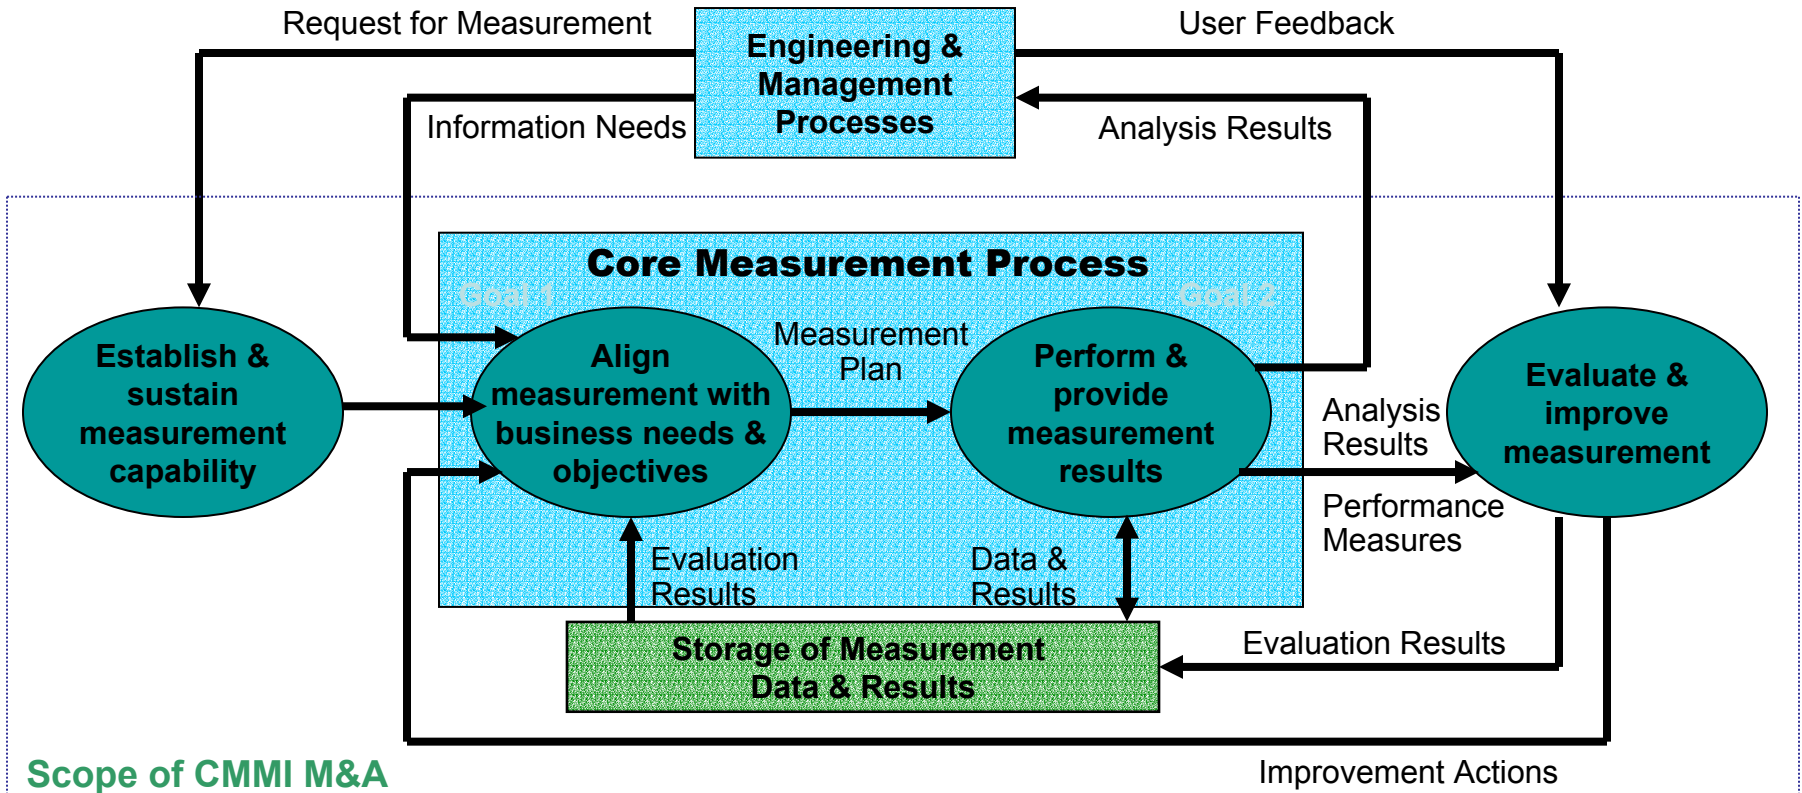 Request for Measurement
User Feedback
Engineering &
Management
Processes
Information Needs
Analysis Results
Core Measurement Process
Goal 1
Goal 2
Establish &
sustain
measurement
capability
Align
measurement with
business needs &
objectives
Measurement
Plan
Perform &
provide
measurement
results
Analysis
Results
Performance
Measures
Evaluate &
improve
measurement
Evaluation
Results
Data &
Results
Storage of Measurement
Data & Results
Evaluation Results
Scope of CMMI M&A
Improvement Actions